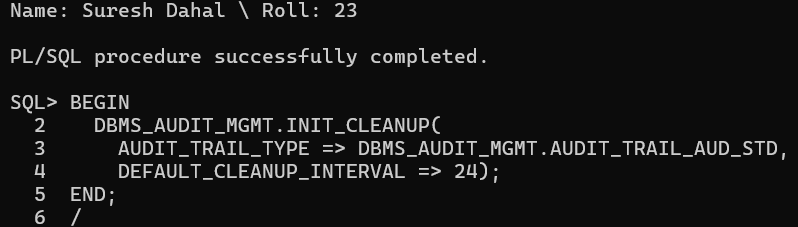 Name: Suresh Dahal \ Roll: 23
PL/SQL procedure successfully completed.
SQL> BEGIN
  2    DBMS_AUDIT_MGMT.INIT_CLEANUP(
  3      AUDIT_TRAIL_TYPE => DBMS_AUDIT_MGMT.AUDIT_TRAIL_AUD_STD,
  4      DEFAULT_CLEANUP_INTERVAL => 24);
  5  END;
  6  /